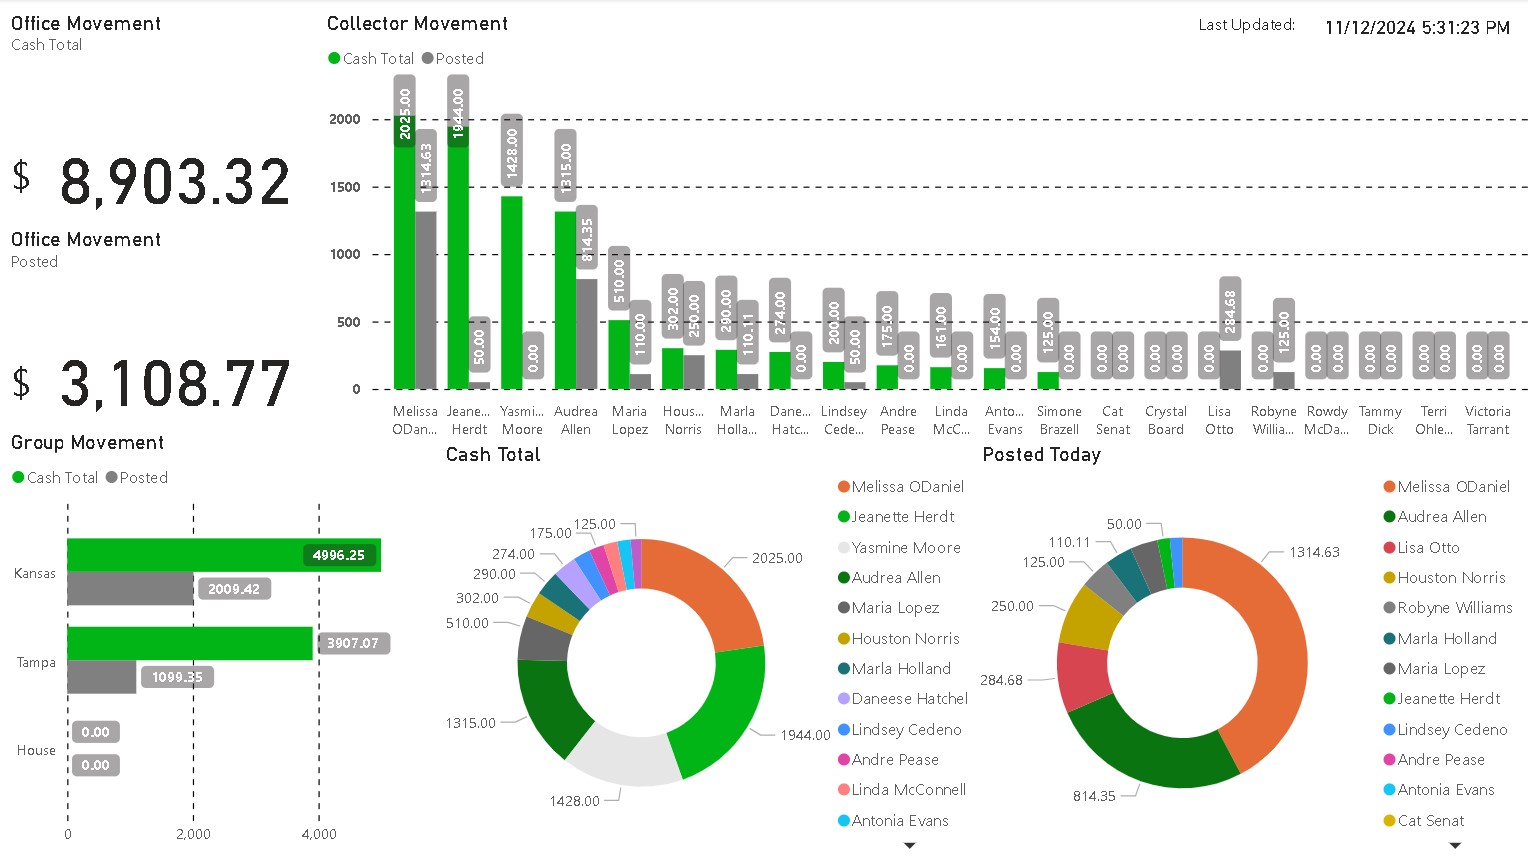 Office Movement
Cash Total
$ 8,903.32
Office Movement
Posted
$ 3,108.77
Collector Movement
Cash Total Posted
Last Updated: 11/12/2024 5:31:23 PM
2000
1500
1000
500
0
2025.00 1314.63
1944.00 50.00
1428.00 0.00
1315.00 814.35
510.00 110.00
302.00 250.00
290.00 110.11
274.00 0.00
200.00 50.00
175.00 0.00
161.00 0.00
154.00 0.00
125.00 0.00
0.00 0.00
0.00 0.00
0.00 284.68
0.00 125.00
0.00 0.00
0.00 0.00
0.00 0.00
0.00 0.00
Melissa Jeane... Yasmi... Audrea Maria Hous... Marla Dane... Lindsey Andre Linda Anto... Simone Cat Crystal Lisa Robyne Rowdy Tammy Terri Victoria
ODan... Herdt Moore Allen Lopez Norris Holla... Hatc... Cede... Pease McC... Evans Brazell Senat Board Otto Willia... McDa... Dick Ohle... Tarrant
Group Movement
Cash Total Posted
Kansas
4996.25
2009.42
Tampa
3907.07
1099.35
House
0.00
0.00
0 2,000 4,000
Cash Total
2025.00
1944.00
1428.00
1315.00
510.00
302.00
290.00
274.00
175.00
125.00
Melissa ODaniel
Jeanette Herdt
Yasmine Moore
Audrea Allen
Maria Lopez
Houston Norris
Marla Holland
Daneese Hatchel
Lindsey Cedeno
Andre Pease
Linda McConnell
Antonia Evans
Posted Today
1314.63
814.35
284.68
250.00
125.00
110.11
50.00
Melissa ODaniel
Audrea Allen
Lisa Otto
Houston Norris
Robyne Williams
Marla Holland
Maria Lopez
Jeanette Herdt
Lindsey Cedeno
Andre Pease
Antonia Evans
Cat Senat